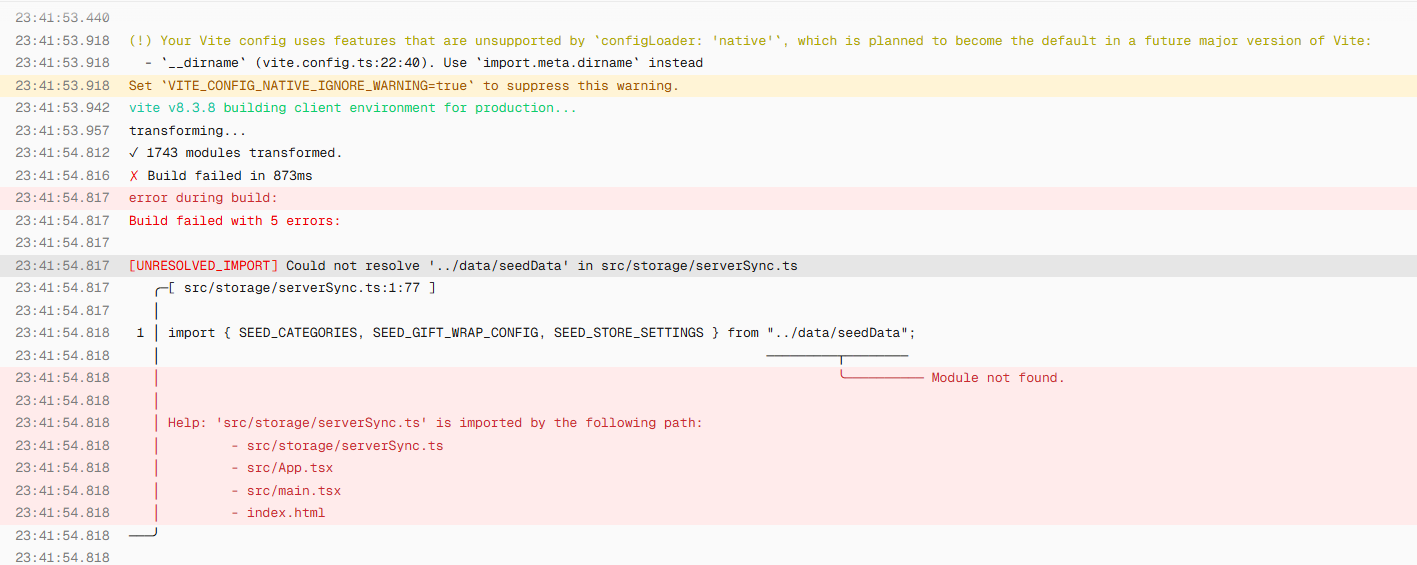 23:41:53.440
23:41:53.918 (!) Your Vite config uses features that are unsupported by `configLoader: 'native'`, which is planned to become the default in a future major version of Vite:
23:41:53.918 - `__dirname` (vite.config.ts:22:40). Use `import.meta.dirname` instead
23:41:53.918 Set `VITE_CONFIG_NATIVE_IGNORE_WARNING=true` to suppress this warning.
23:41:53.942 vite v8.3.8 building client environment for production...
23:41:53.957 transforming...
23:41:54.812 ✓ 1743 modules transformed.
23:41:54.816 ✗ Build failed in 873ms
23:41:54.817 error during build:
23:41:54.817 Build failed with 5 errors:
23:41:54.817
23:41:54.817 [UNRESOLVED_IMPORT] Could not resolve '../data/seedData' in src/storage/serverSync.ts
23:41:54.817 ╭─[ src/storage/serverSync.ts:1:77 ]
23:41:54.817 │
23:41:54.818 1 │ import { SEED_CATEGORIES, SEED_GIFT_WRAP_CONFIG, SEED_STORE_SETTINGS } from "../data/seedData";
23:41:54.818 │ ─────────┬────────
23:41:54.818 │ ╰────────── Module not found.
23:41:54.818 │
23:41:54.818 │ Help: 'src/storage/serverSync.ts' is imported by the following path:
23:41:54.818 │ - src/storage/serverSync.ts
23:41:54.818 │ - src/App.tsx
23:41:54.818 │ - src/main.tsx
23:41:54.818 │ - index.html
23:41:54.818 ───╯
23:41:54.818